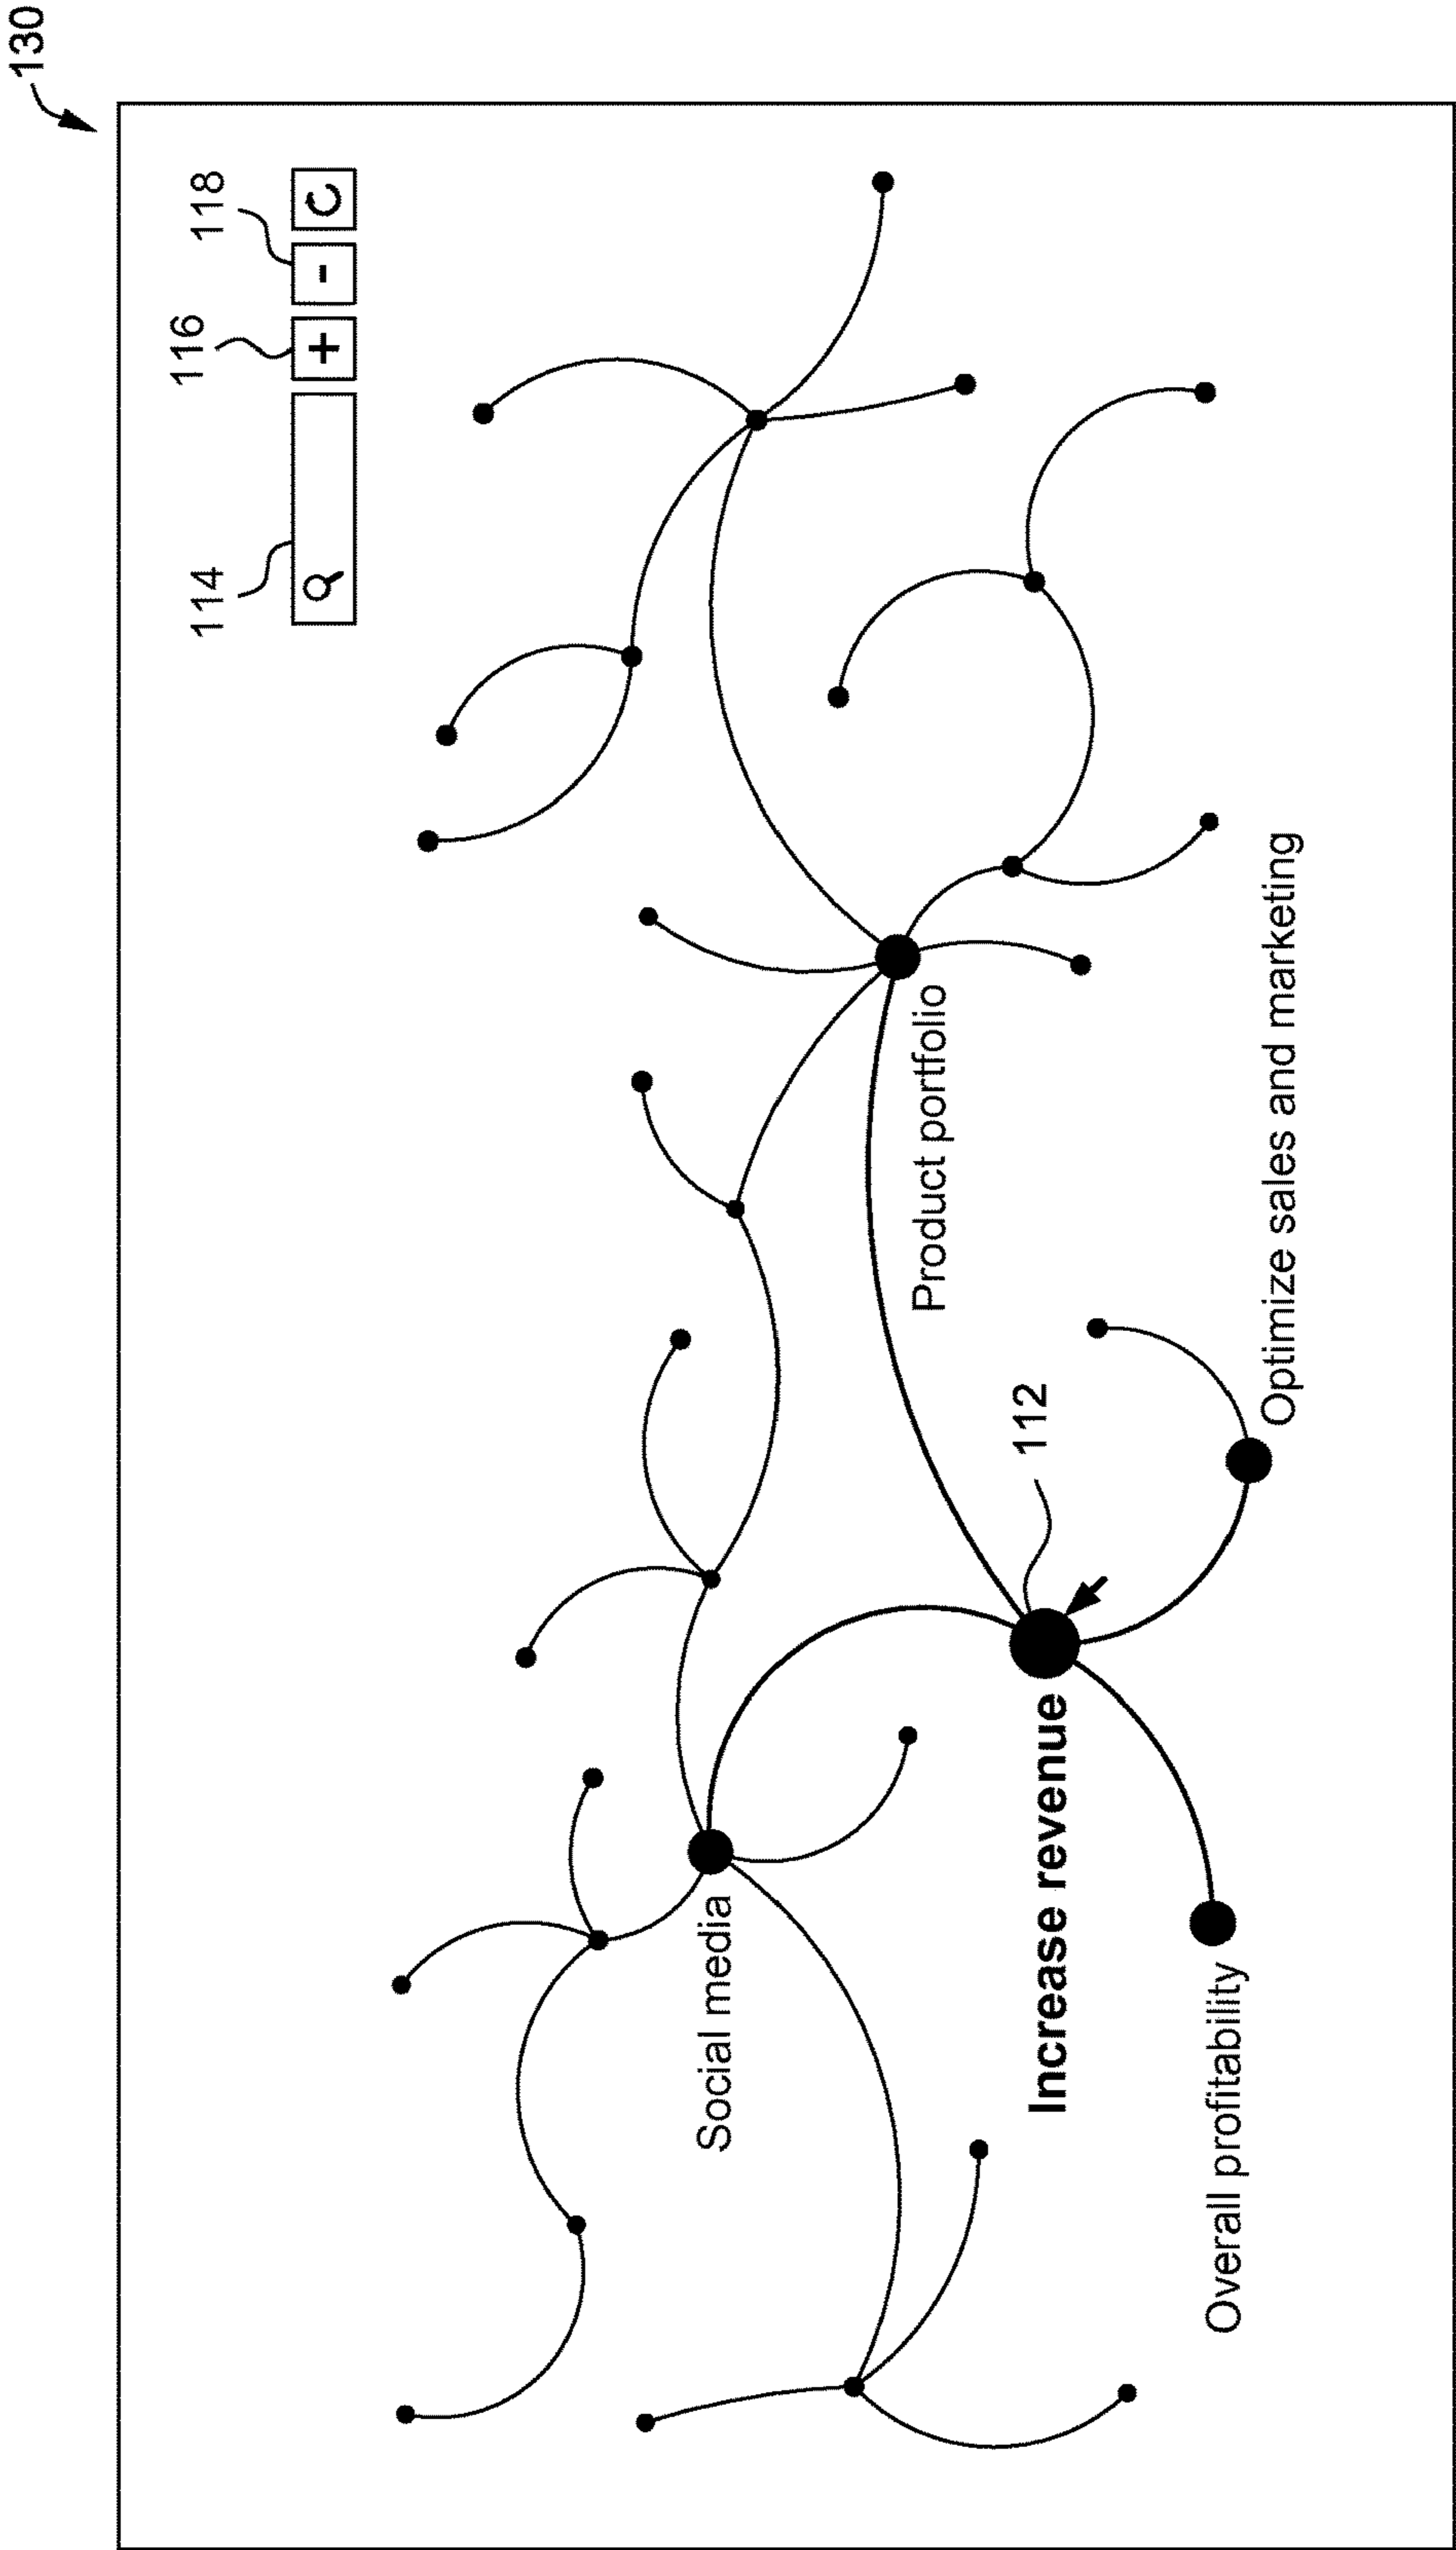 130
114
116
118
+
-
Social media
Product portfolio
112
Increase revenue
Overall profitability
Optimize sales and marketing